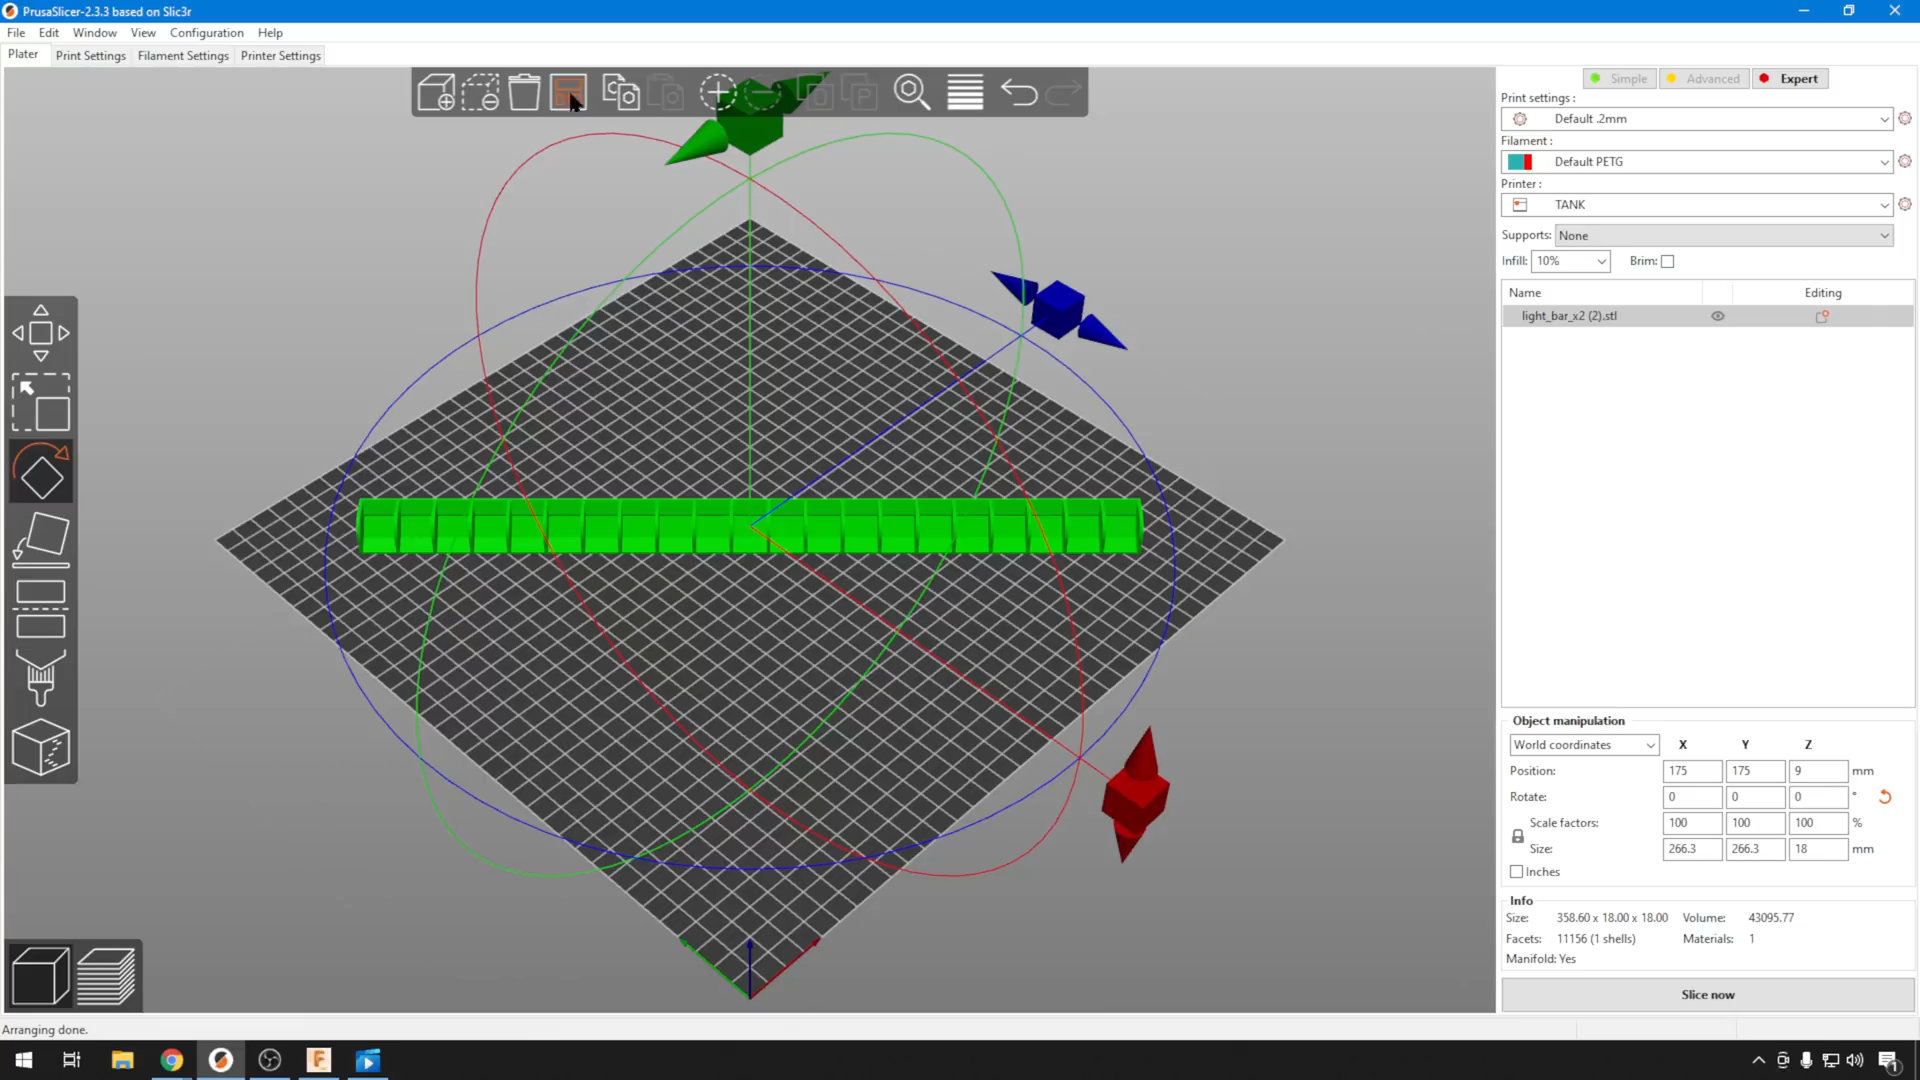 PrusaSlicer-2.3.3 based on Slic3r
File Edit Window View Configuration Help
Plater Print Settings Filament Settings Printer Settings
Simple Advanced Expert
Print settings :
Default .2mm
Filament :
Default PETG
Printer :
TANK
Supports: None
Infill: 10% Brim:
Name Editing
light_bar_x2 (2).stl
Object manipulation
World coordinates X Y Z
Position: 175 175 9 mm
Rotate: 0 0 0 °
Scale factors: 100 100 100 %
Size: 266.3 266.3 18 mm
Inches
Info
Size: 358.60 x 18.00 x 18.00 Volume: 43095.77
Facets: 11156 (1 shells) Materials: 1
Manifold: Yes
Slice now
Arranging done.
F
1